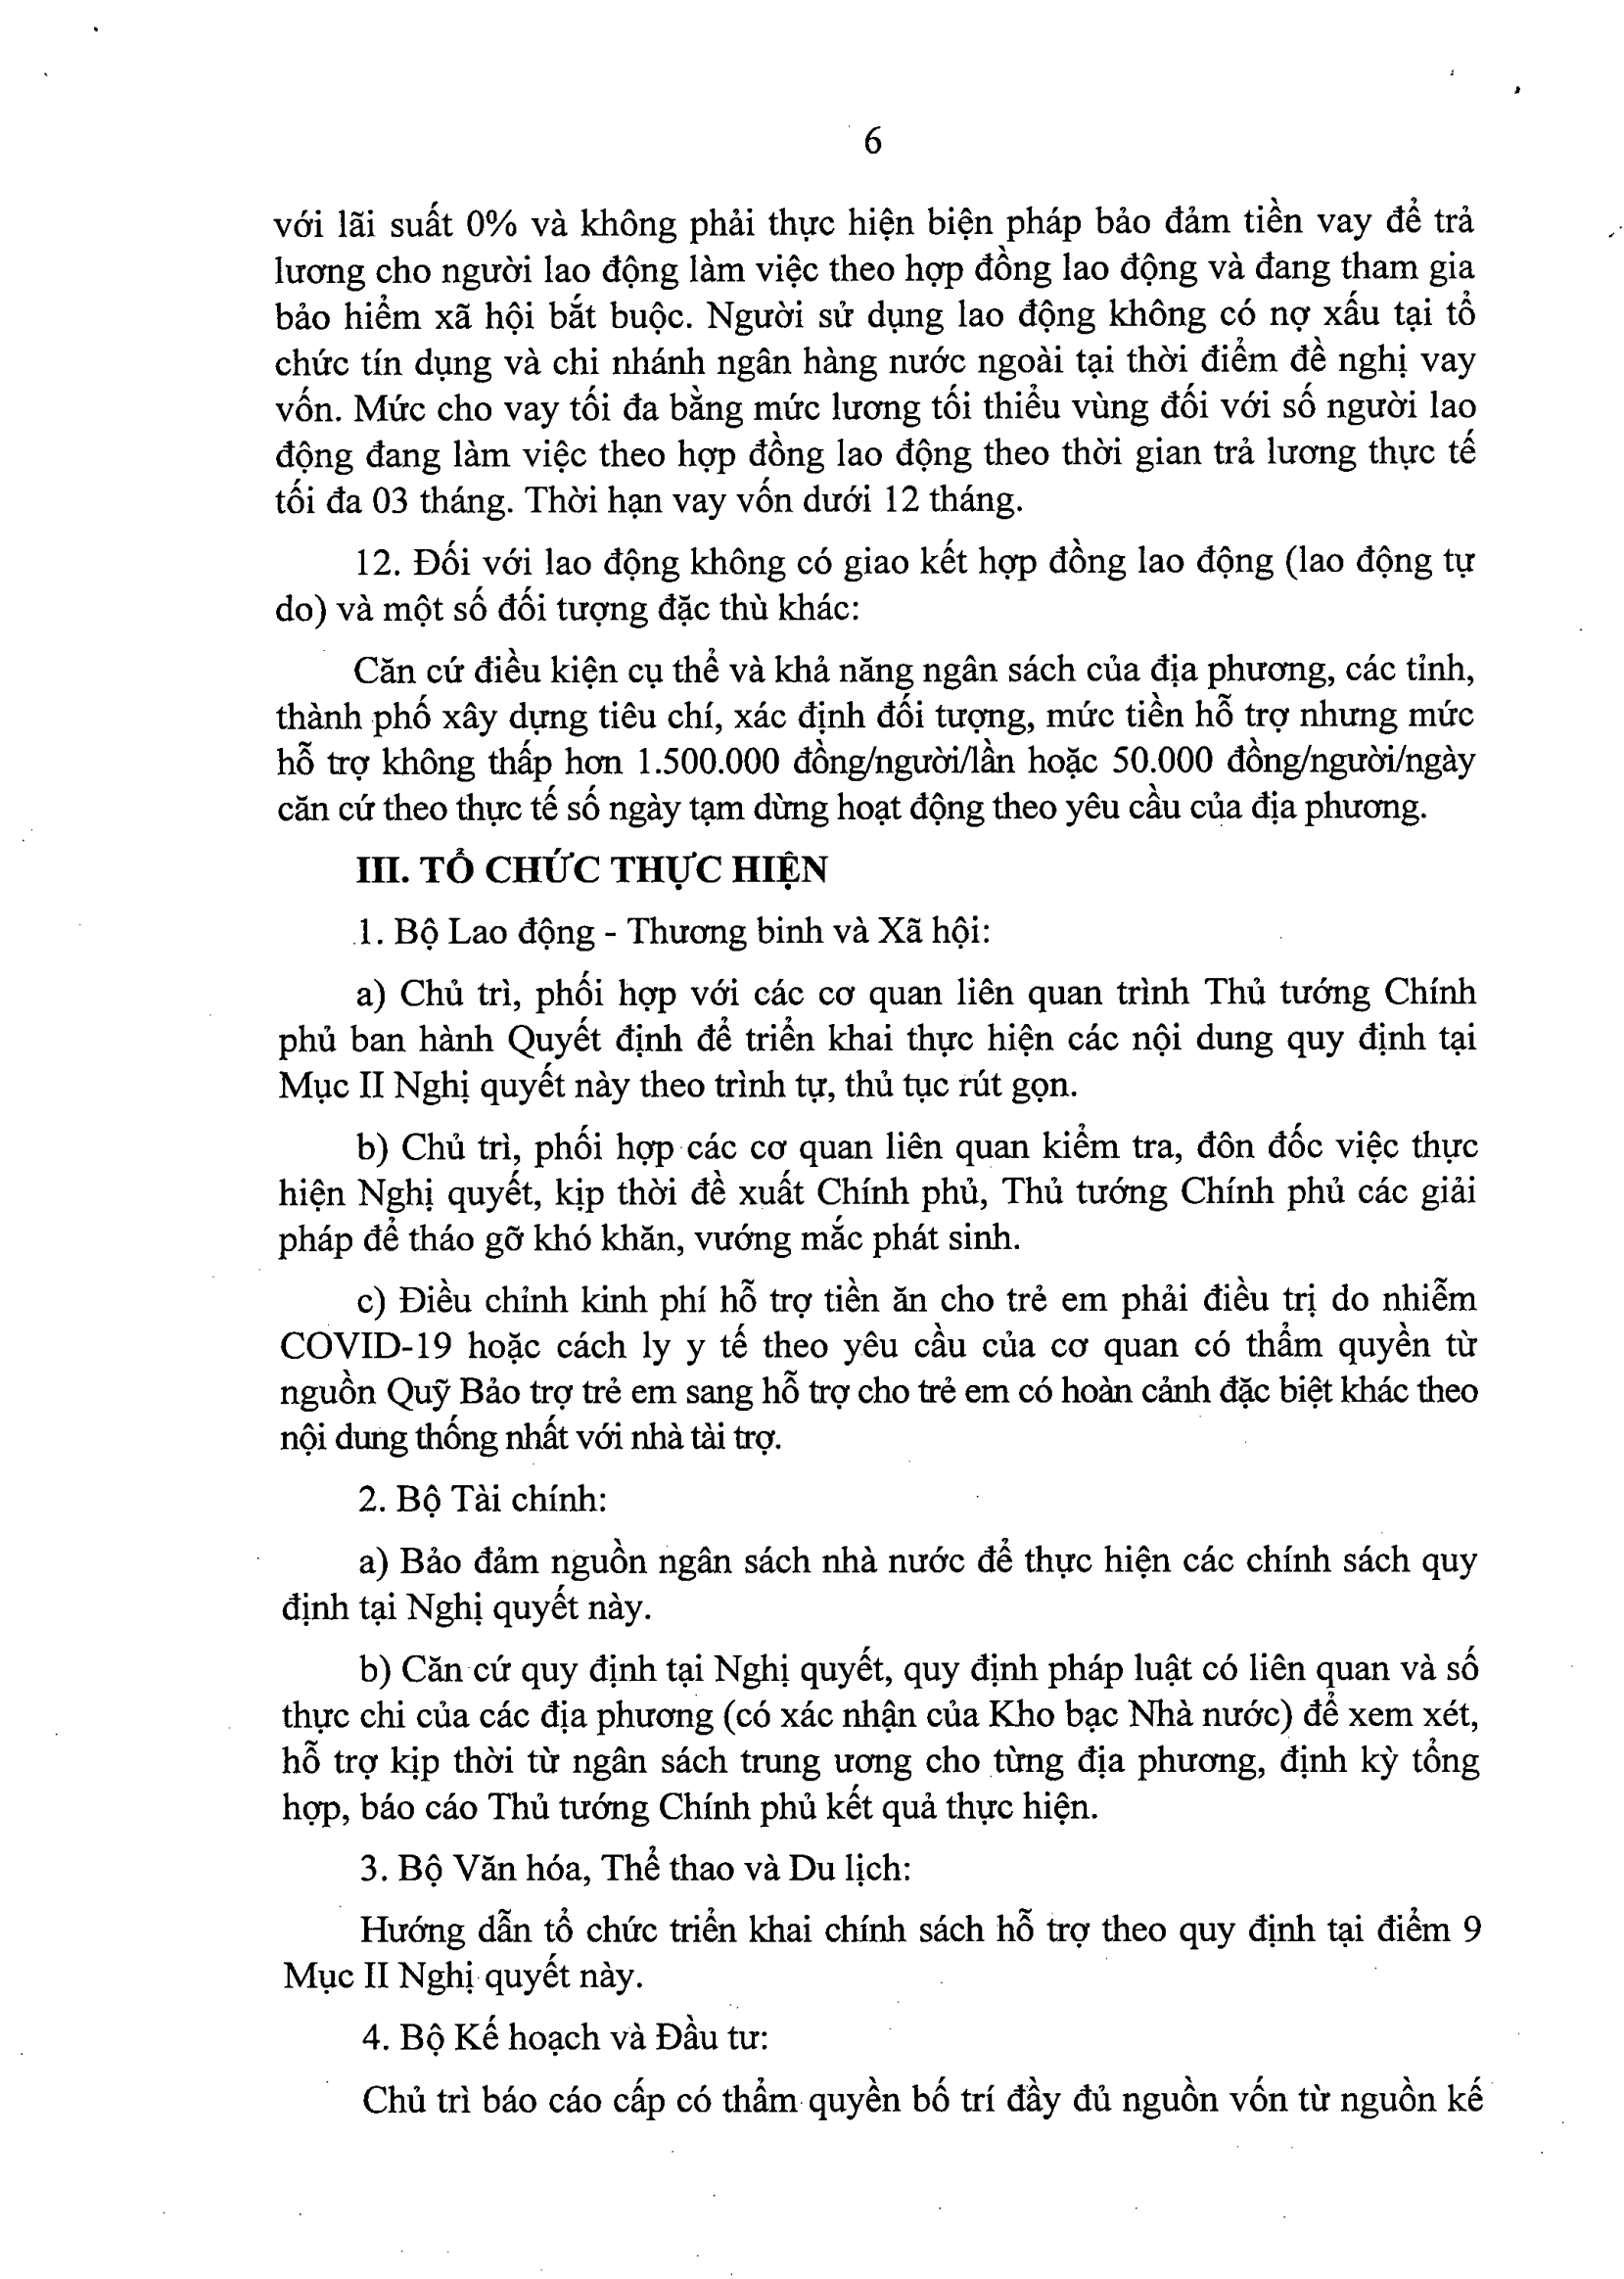 6
với lãi suất 0% và không phải thực hiện biện pháp bảo đảm tiền vay để trả
lương cho người lao động làm việc theo hợp đồng lao động và đang tham gia
bảo hiểm xã hội bắt buộc. Người sử dụng lao động không có nợ xấu tại tổ
chức tín dụng và chi nhánh ngân hàng nước ngoài tại thời điểm đề nghị vay
vốn. Mức cho vay tối đa bằng mức lương tối thiểu vùng đối với số người lao
động đang làm việc theo hợp đồng lao động theo thời gian trả lương thực tế
tối đa 03 tháng. Thời hạn vay vốn dưới 12 tháng.
12. Đối với lao động không có giao kết hợp đồng lao động (lao động tự
do) và một số đối tượng đặc thù khác:
Căn cứ điều kiện cụ thể và khả năng ngân sách của địa phương, các tỉnh,
thành phố xây dựng tiêu chí, xác định đối tượng, mức tiền hỗ trợ nhưng mức
hỗ trợ không thấp hơn 1.500.000 đồng/người/lần hoặc 50.000 đồng/người/ngày
căn cứ theo thực tế số ngày tạm dừng hoạt động theo yêu cầu của địa phương.
III. TỔ CHỨC THỰC HIỆN
1. Bộ Lao động - Thương binh và Xã hội:
a) Chủ trì, phối hợp với các cơ quan liên quan trình Thủ tướng Chính
phủ ban hành Quyết định để triển khai thực hiện các nội dung quy định tại
Mục II Nghị quyết này theo trình tự, thủ tục rút gọn.
b) Chủ trì, phối hợp các cơ quan liên quan kiểm tra, đôn đốc việc thực
hiện Nghị quyết, kịp thời đề xuất Chính phủ, Thủ tướng Chính phủ các giải
pháp để tháo gỡ khó khăn, vướng mắc phát sinh.
c) Điều chỉnh kinh phí hỗ trợ tiền ăn cho trẻ em phải điều trị do nhiễm
COVID-19 hoặc cách ly y tế theo yêu cầu của cơ quan có thẩm quyền từ
nguồn Quỹ Bảo trợ trẻ em sang hỗ trợ cho trẻ em có hoàn cảnh đặc biệt khác theo
nội dung thống nhất với nhà tài trợ.
2. Bộ Tài chính:
a) Bảo đảm nguồn ngân sách nhà nước để thực hiện các chính sách quy
định tại Nghị quyết này.
b) Căn cứ quy định tại Nghị quyết, quy định pháp luật có liên quan và số
thực chi của các địa phương (có xác nhận của Kho bạc Nhà nước) để xem xét,
hỗ trợ kịp thời từ ngân sách trung ương cho từng địa phương, định kỳ tổng
hợp, báo cáo Thủ tướng Chính phủ kết quả thực hiện.
3. Bộ Văn hóa, Thể thao và Du lịch:
Hướng dẫn tổ chức triển khai chính sách hỗ trợ theo quy định tại điểm 9
Mục II Nghị quyết này.
4. Bộ Kế hoạch và Đầu tư:
Chủ trì báo cáo cấp có thẩm quyền bố trí đầy đủ nguồn vốn từ nguồn kế